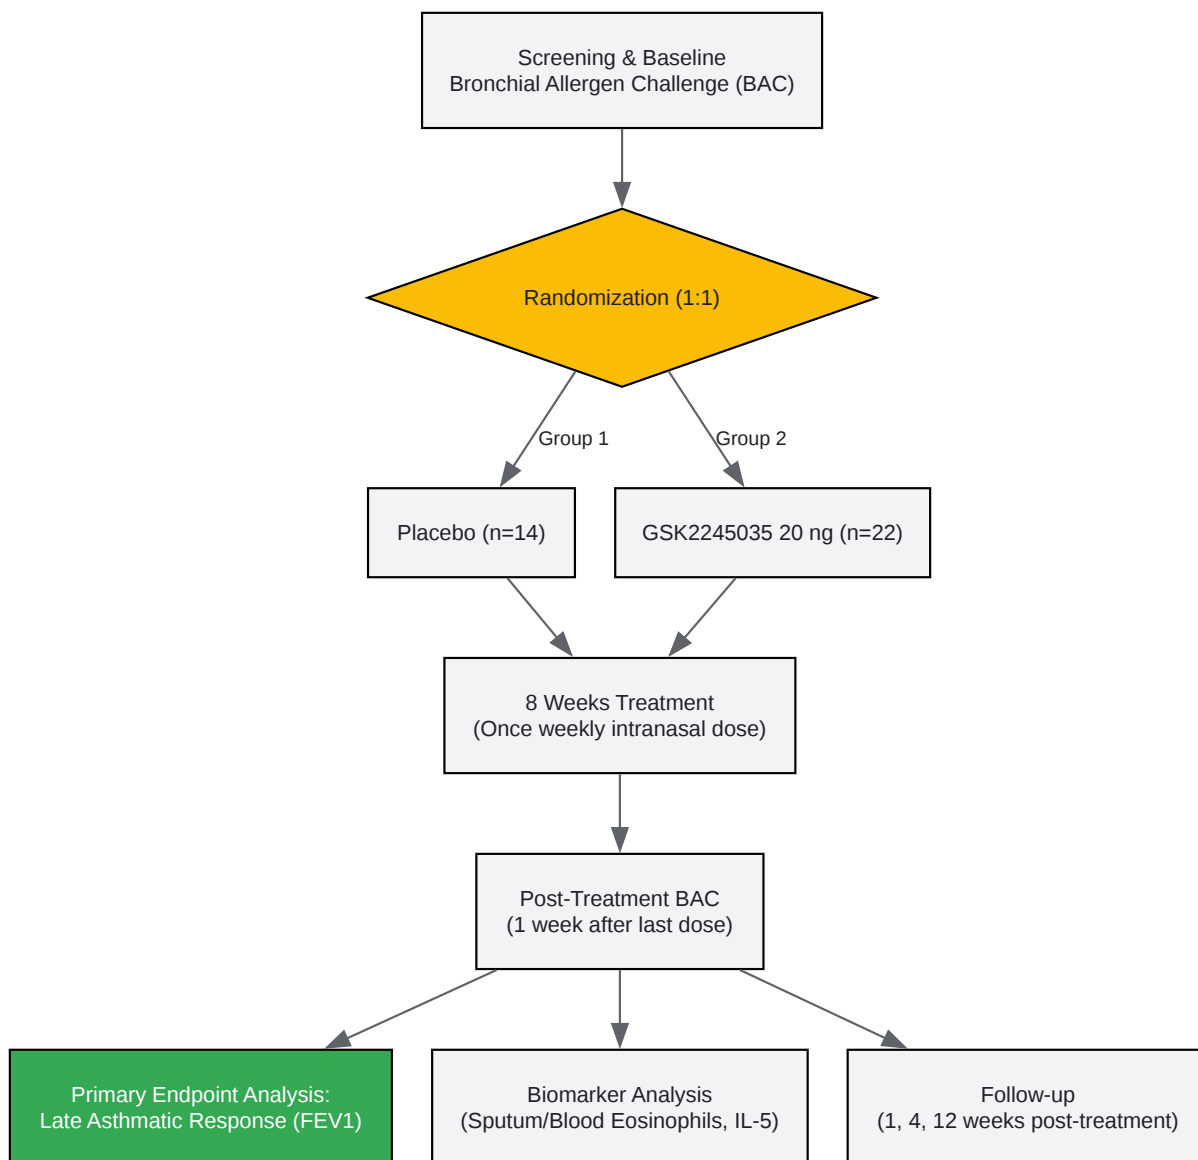 Screening & Baseline
Bronchial Allergen Challenge (BAC)
Randomization (1:1)
Group 1
Group 2
Placebo (n=14)
GSK2245035 20 ng (n=22)
8 Weeks Treatment
(Once weekly intranasal dose)
Post-Treatment BAC
(1 week after last dose)
Primary Endpoint Analysis:
Late Asthmatic Response (FEV1)
Biomarker Analysis
(Sputum/Blood Eosinophils, IL-5)
Follow-up
(1, 4, 12 weeks post-treatment)